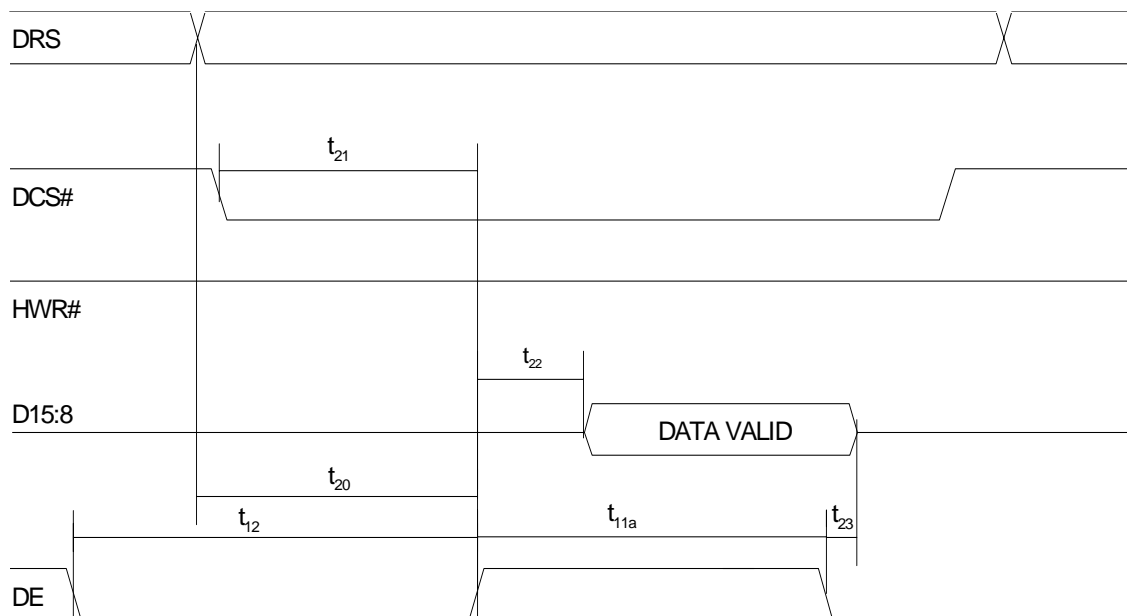 DRS
t21
DCS#
HWR#
t22
D15:8
DATA VALID
t20
t12
t11a
t23
DE